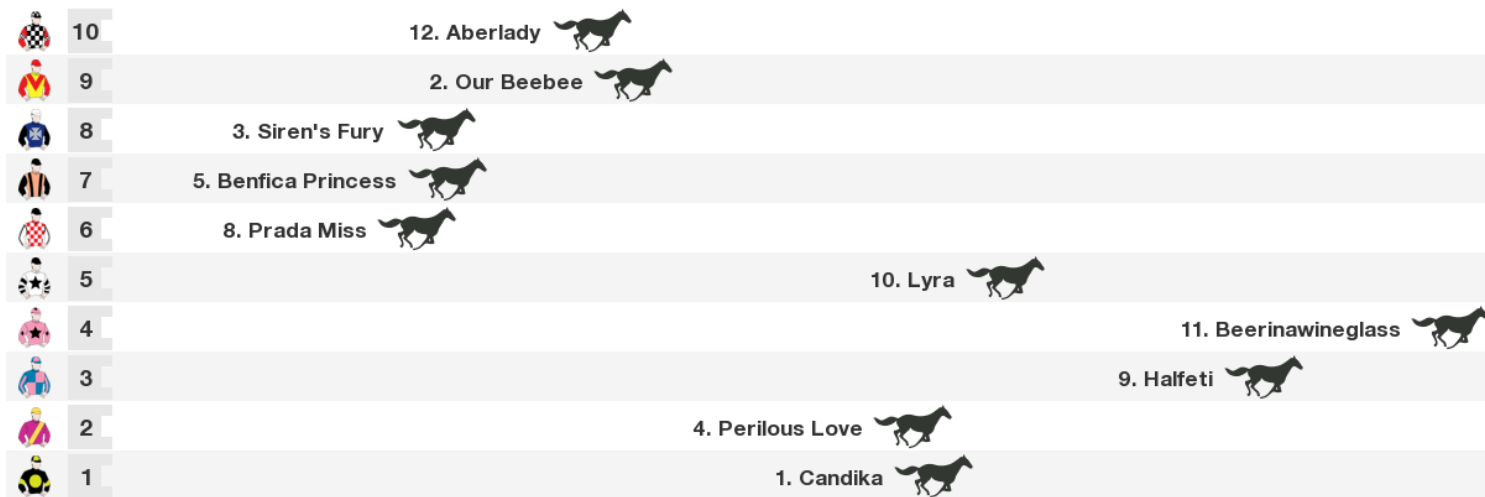 10 12. Aberlady
9 2. Our Beebee
8 3. Siren's Fury
7 5. Benfica Princess
6 8. Prada Miss
5 10. Lyra
4 11. Beerinawineglass
3 9. Halfeti
2 4. Perilous Love
1 1. Candika